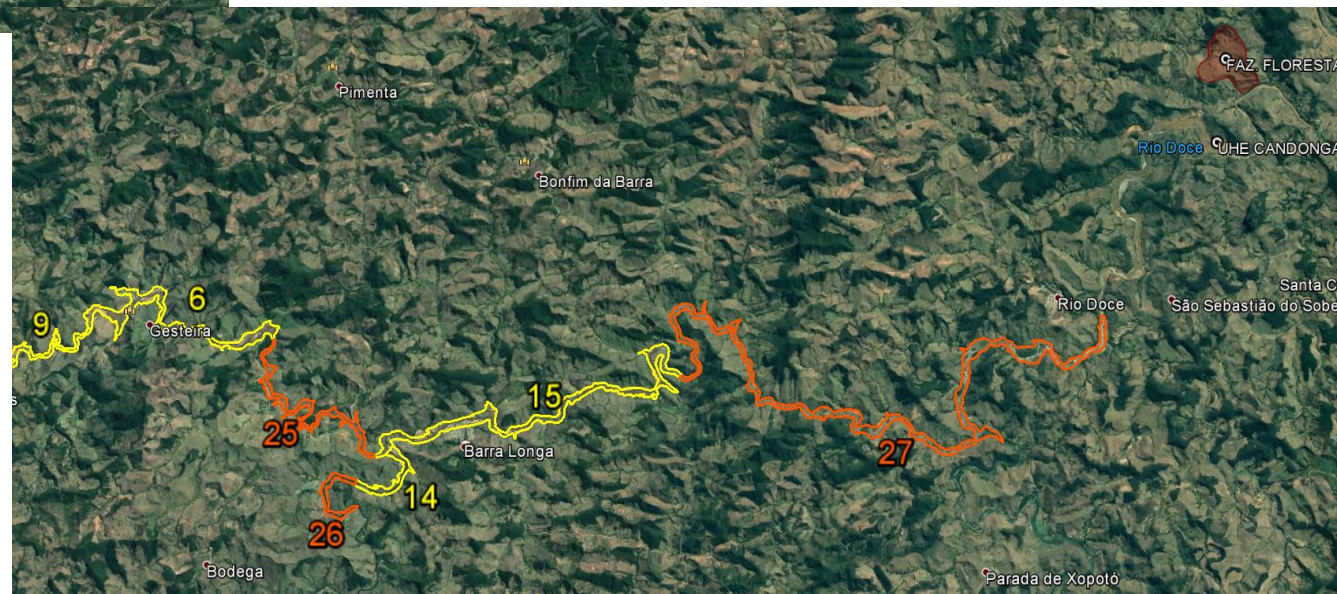 FAZ. FLORESTA
Pimenta
Rio Doce
UHE CANDONGA
Bonfim da Barra
Santa C
6
Rio Doce
São Sebastião do Sobe
9
Gesteira
s
15
25
Barra Longa
27
14
26
Bodega
Parada de Xopotó